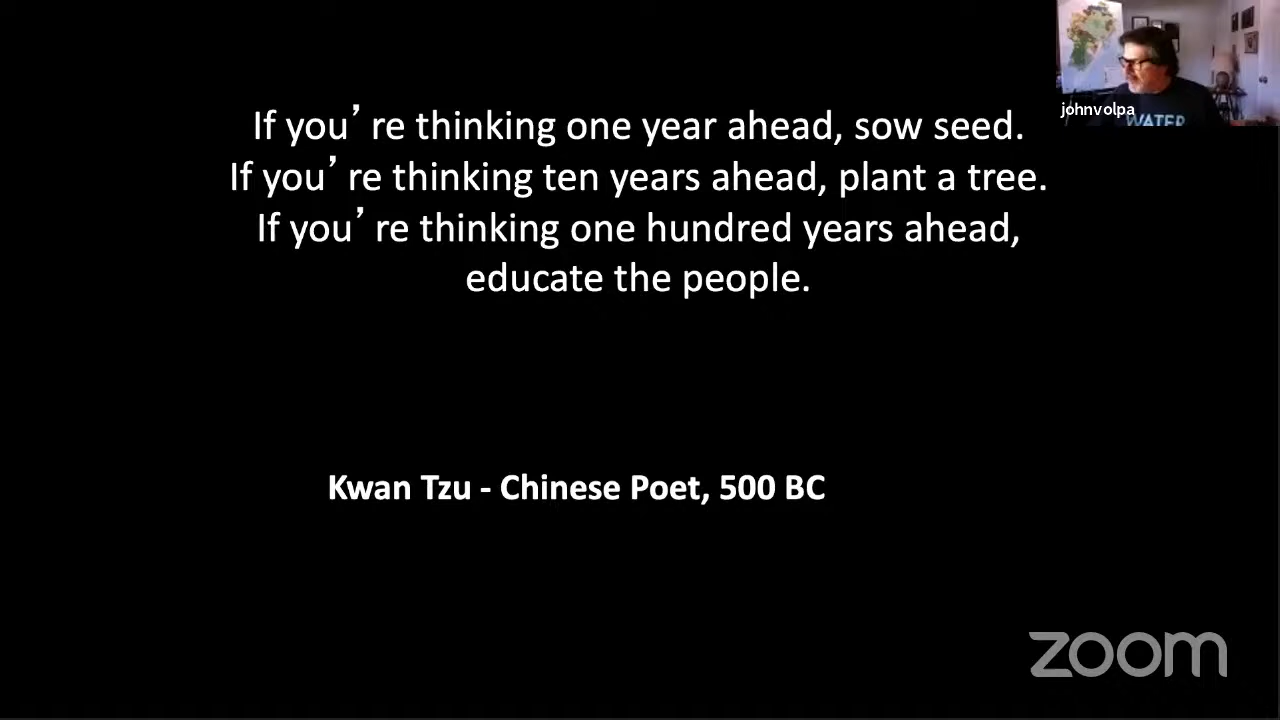 If you’ re thinking one year ahead, sow seed.
If you’ re thinking ten years ahead, plant a tree.
If you’ re thinking one hundred years ahead,
educate the people.
Kwan Tzu - Chinese Poet, 500 BC
johnvolpa
WATER
zoom